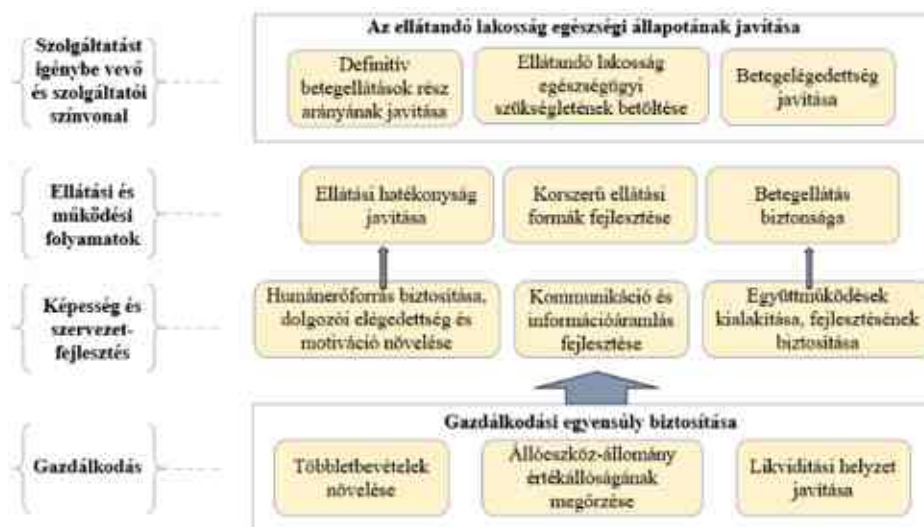 Az ellátandó lakosság egészségi állapotának javítása
Szolgáltatást
igénybe vevő
és szolgáltatói
színvonal
Definitív
betegellátások rész
arányának javítása
Ellátandó lakosság
egészségügyi
szükségletének betöltése
Betegelégedettség
javítása
Ellátási és
működési
folyamatok
Ellátási hatékonyság
javítása
Korszerű ellátási
formák fejlesztése
Betegellátás
biztonsága
Képesség és
szervezet-
fejlesztés
Humánerőforrás biztosítása,
dolgozói elégedettség és
motiváció növelése
Kommunikáció és
információáramlás
fejlesztése
Együttműködések
kialakítása, fejlesztésének
biztosítása
Gazdálkodási egyensúly biztosítása
Gazdálkodás
Többletbevételek
növelése
Állóeszköz-állomány
értékállóságának
megőrzése
Likviditási helyzet
javítása